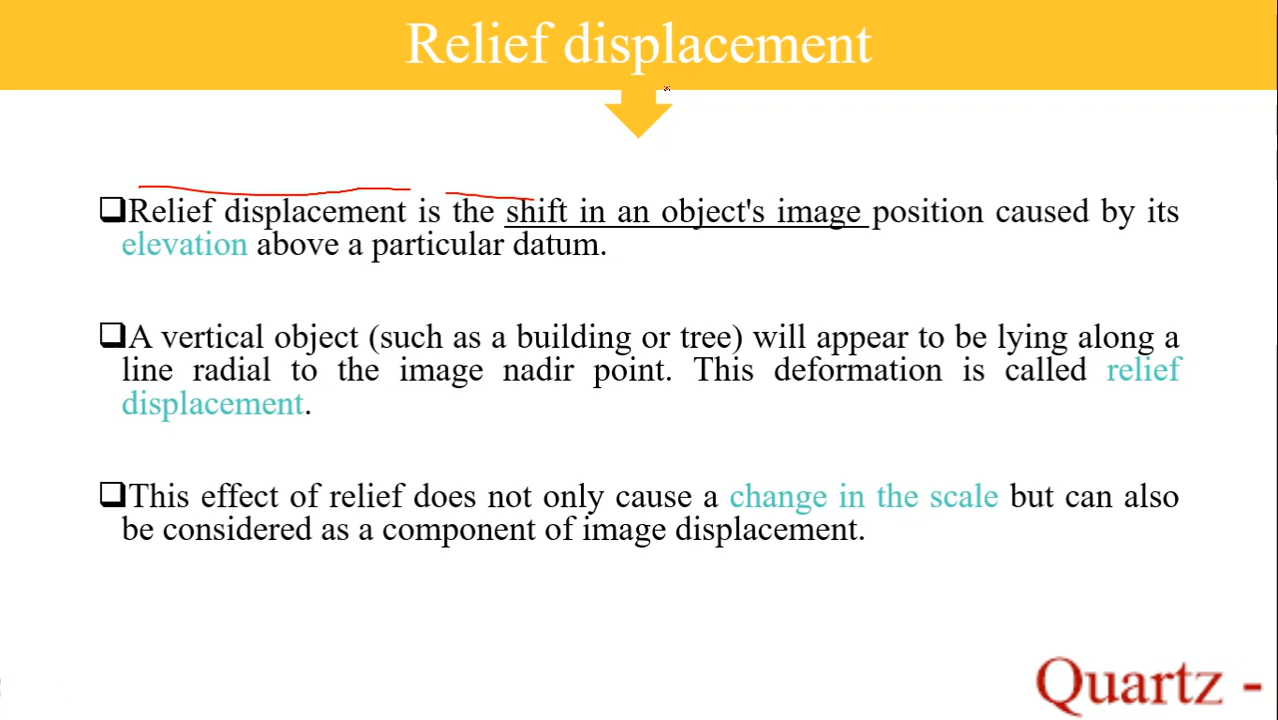 Relief displacement
❑Relief displacement is the shift in an object's image position caused by its
elevation above a particular datum.
❑A vertical object (such as a building or tree) will appear to be lying along a
line radial to the image nadir point. This deformation is called relief
displacement.
❑This effect of relief does not only cause a change in the scale but can also
be considered as a component of image displacement.
Quartz -